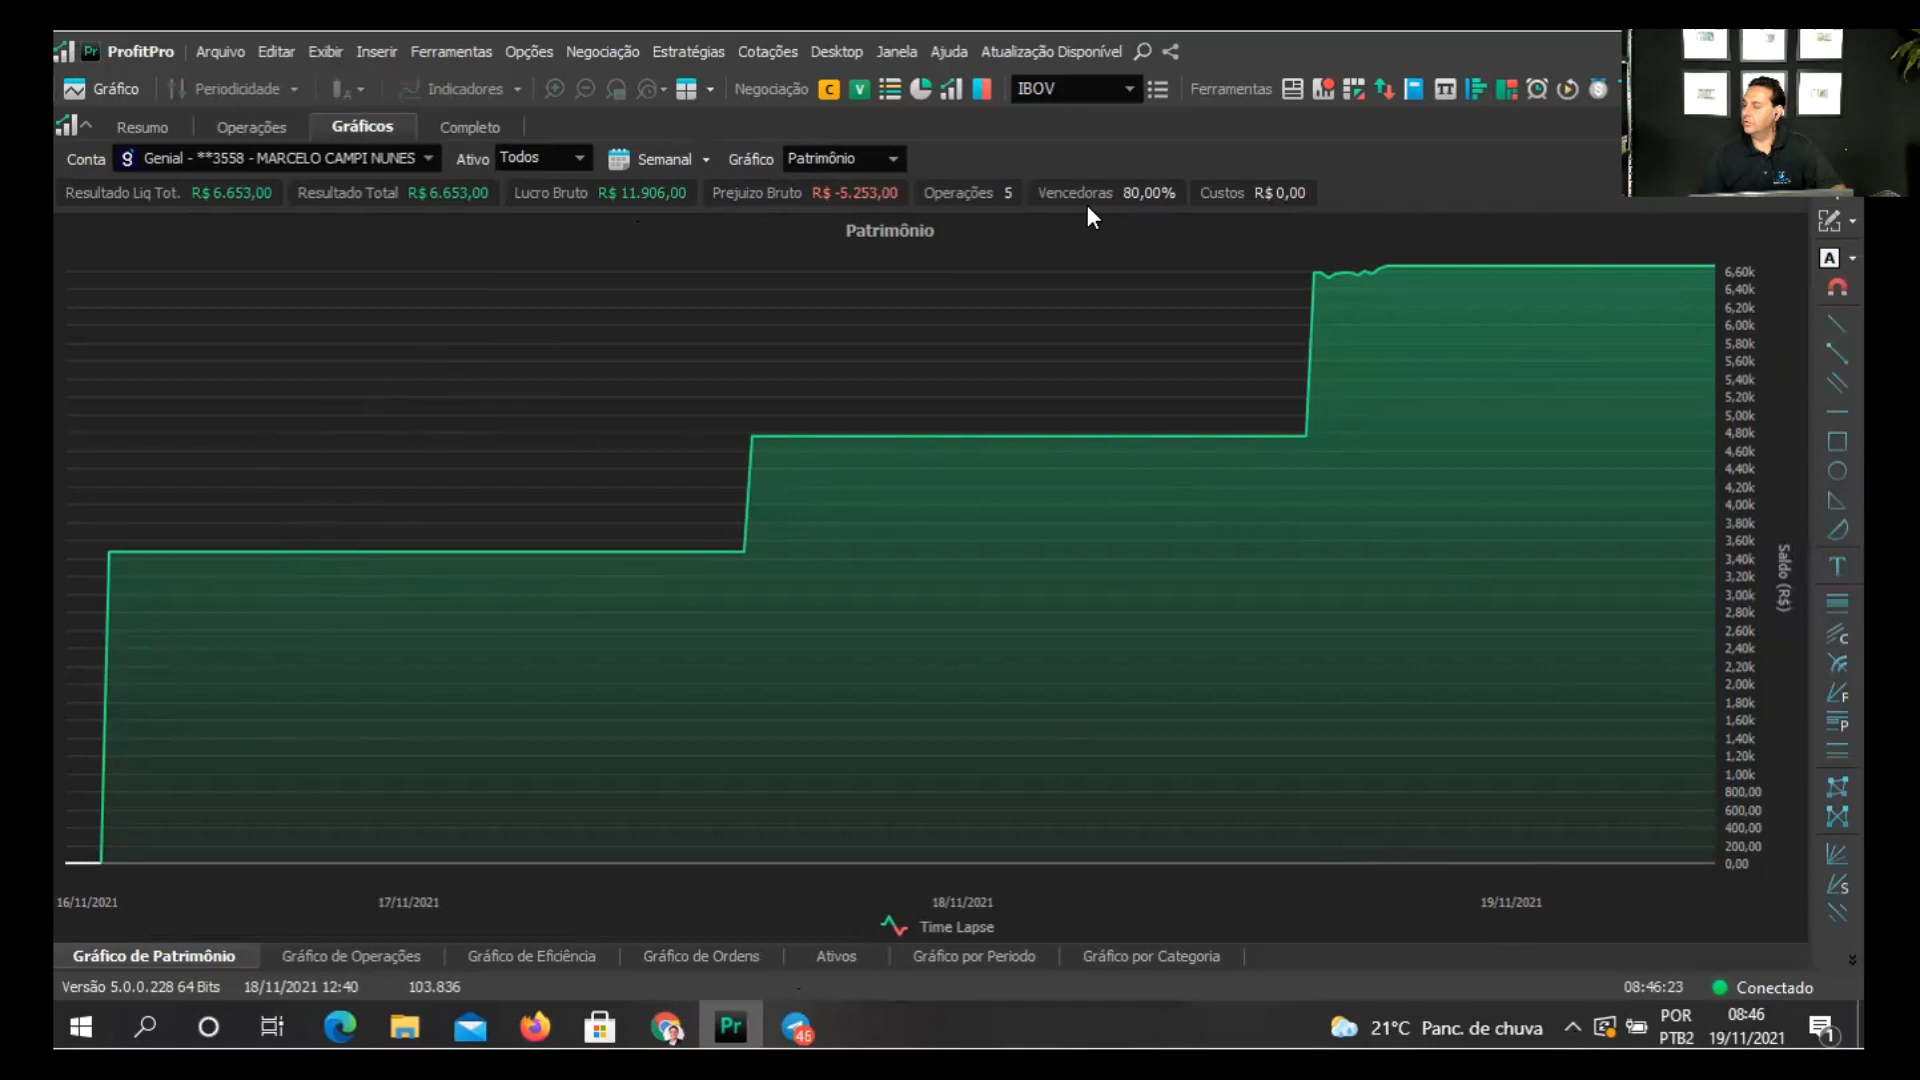 Pr ProfitPro Arquivo Editar Exibir Inserir Ferramentas Opções Negociação Estratégias Cotações Desktop Janela Ajuda Atualização Disponível
Gráfico Periodicidade Indicadores Negociação C V IBOV Ferramentas
Resumo Operações Gráficos Completo
Conta Genial - **3558 - MARCELO CAMPI NUNES Ativo Todos Semanal Gráfico Patrimônio
Resultado Liq Tot. R$ 6.653,00 Resultado Total R$ 6.653,00 Lucro Bruto R$ 11.906,00 Prejuizo Bruto R$ -5.253,00 Operações 5 Vencedoras 80,00% Custos R$ 0,00
Patrimônio
A
6,60k
6,40k
6,20k
6,00k
5,80k
5,60k
5,40k
5,20k
5,00k
4,80k
4,60k
4,40k
4,20k
4,00k
3,80k
3,60k
3,40k
3,20k
3,00k
2,80k
2,60k
2,40k
2,20k
2,00k
1,80k
1,60k
1,40k
1,20k
1,00k
800,00
600,00
400,00
200,00
0,00
Saldo (R$)
T
C
F
P
S
16/11/2021 17/11/2021 18/11/2021 19/11/2021
Time Lapse
Gráfico de Patrimônio Gráfico de Operações Gráfico de Eficiência Gráfico de Ordens Ativos Gráfico por Periodo Gráfico por Categoria
Versão 5.0.0.228 64 Bits 18/11/2021 12:40 103.836 08:46:23 Conectado
Pr 46 21°C Panc. de chuva POR 08:46
PTB2 19/11/2021 1